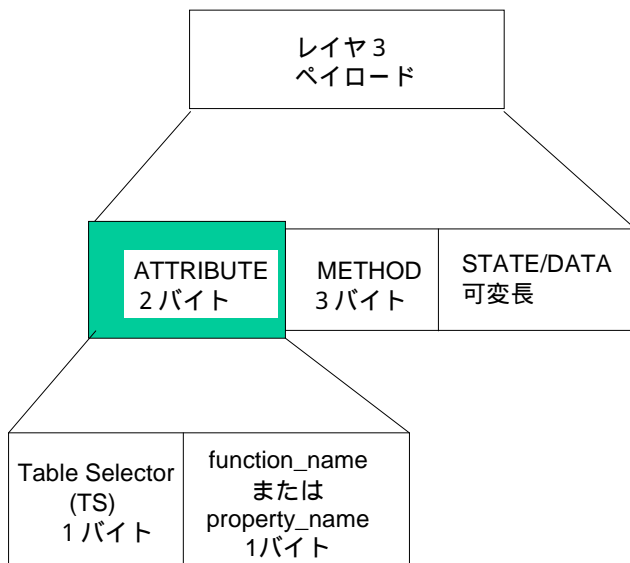 レイヤ 3
ペイロード
ATTRIBUTE
2 バイト
METHOD
3 バイト
STATE/DATA
可変長
Table Selector
(TS)
1 バイト
function_name
または
property_name
1バイト